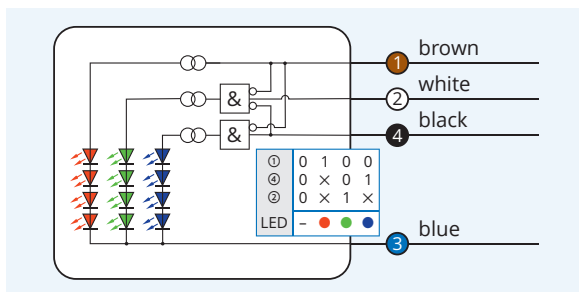 brown
1
white
2
&
black
4
&
① 0 1 0 0
④ 0 × 0 1
② 0 × 1 ×
LED –
blue
3